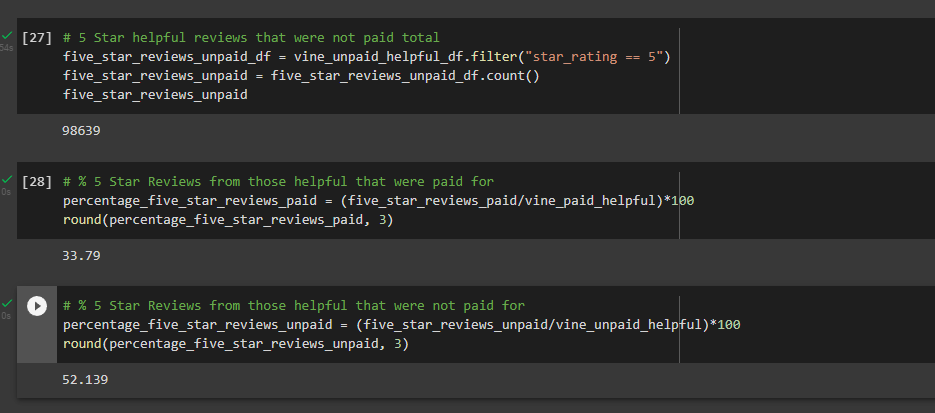 [27] # 5 Star helpful reviews that were not paid total
54s
five_star_reviews_unpaid_df = vine_unpaid_helpful_df.filter("star_rating == 5")
five_star_reviews_unpaid = five_star_reviews_unpaid_df.count()
five_star_reviews_unpaid
98639
[28] # % 5 Star Reviews from those helpful that were paid for
0s
percentage_five_star_reviews_paid = (five_star_reviews_paid/vine_paid_helpful)*100
round(percentage_five_star_reviews_paid, 3)
33.79
# % 5 Star Reviews from those helpful that were not paid for
0s
percentage_five_star_reviews_unpaid = (five_star_reviews_unpaid/vine_unpaid_helpful)*100
round(percentage_five_star_reviews_unpaid, 3)
52.139